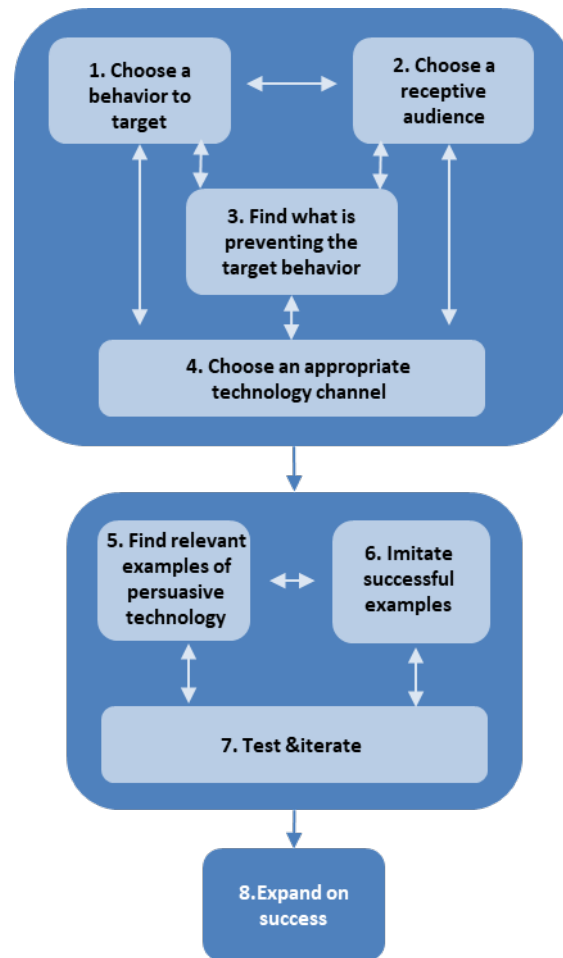 1. Choose a
behavior to
target
2. Choose a
receptive
audience
3. Find what is
preventing the
target behavior
4. Choose an appropriate
technology channel
5. Find relevant
examples of
persuasive
technology
6. Imitate
successful
examples
7. Test &iterate
8.Expand on
success